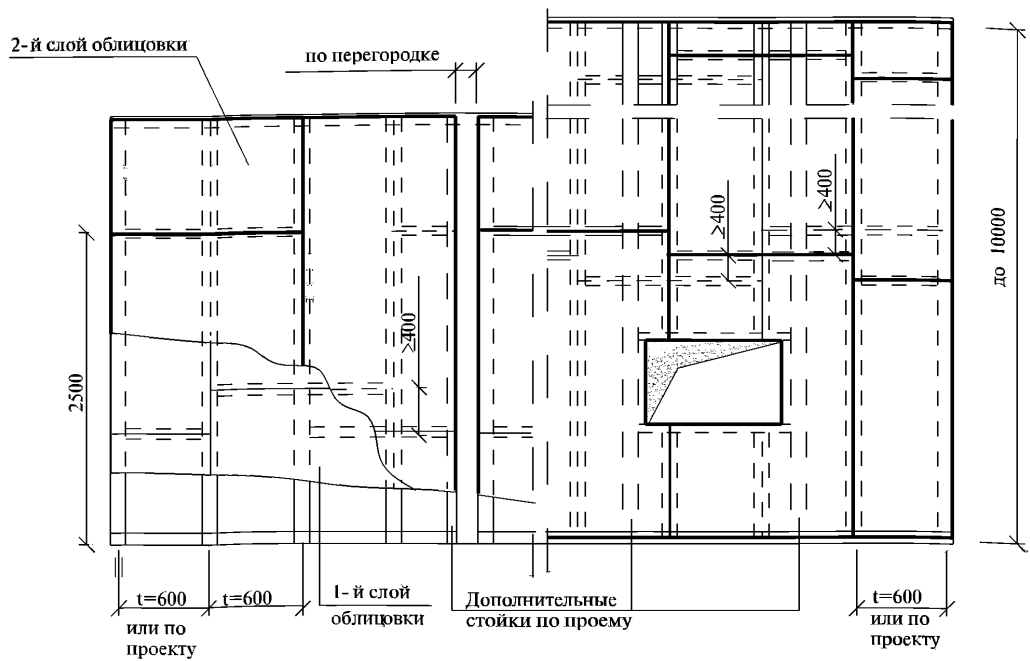 2-й слой облицовки
по перегородке
≥400
≥400
до 10000
≥400
2500
t=600
t=600
1- й слой
облицовки
Дополнительные
стойки по проему
t=600
или по
проекту
или по
проекту